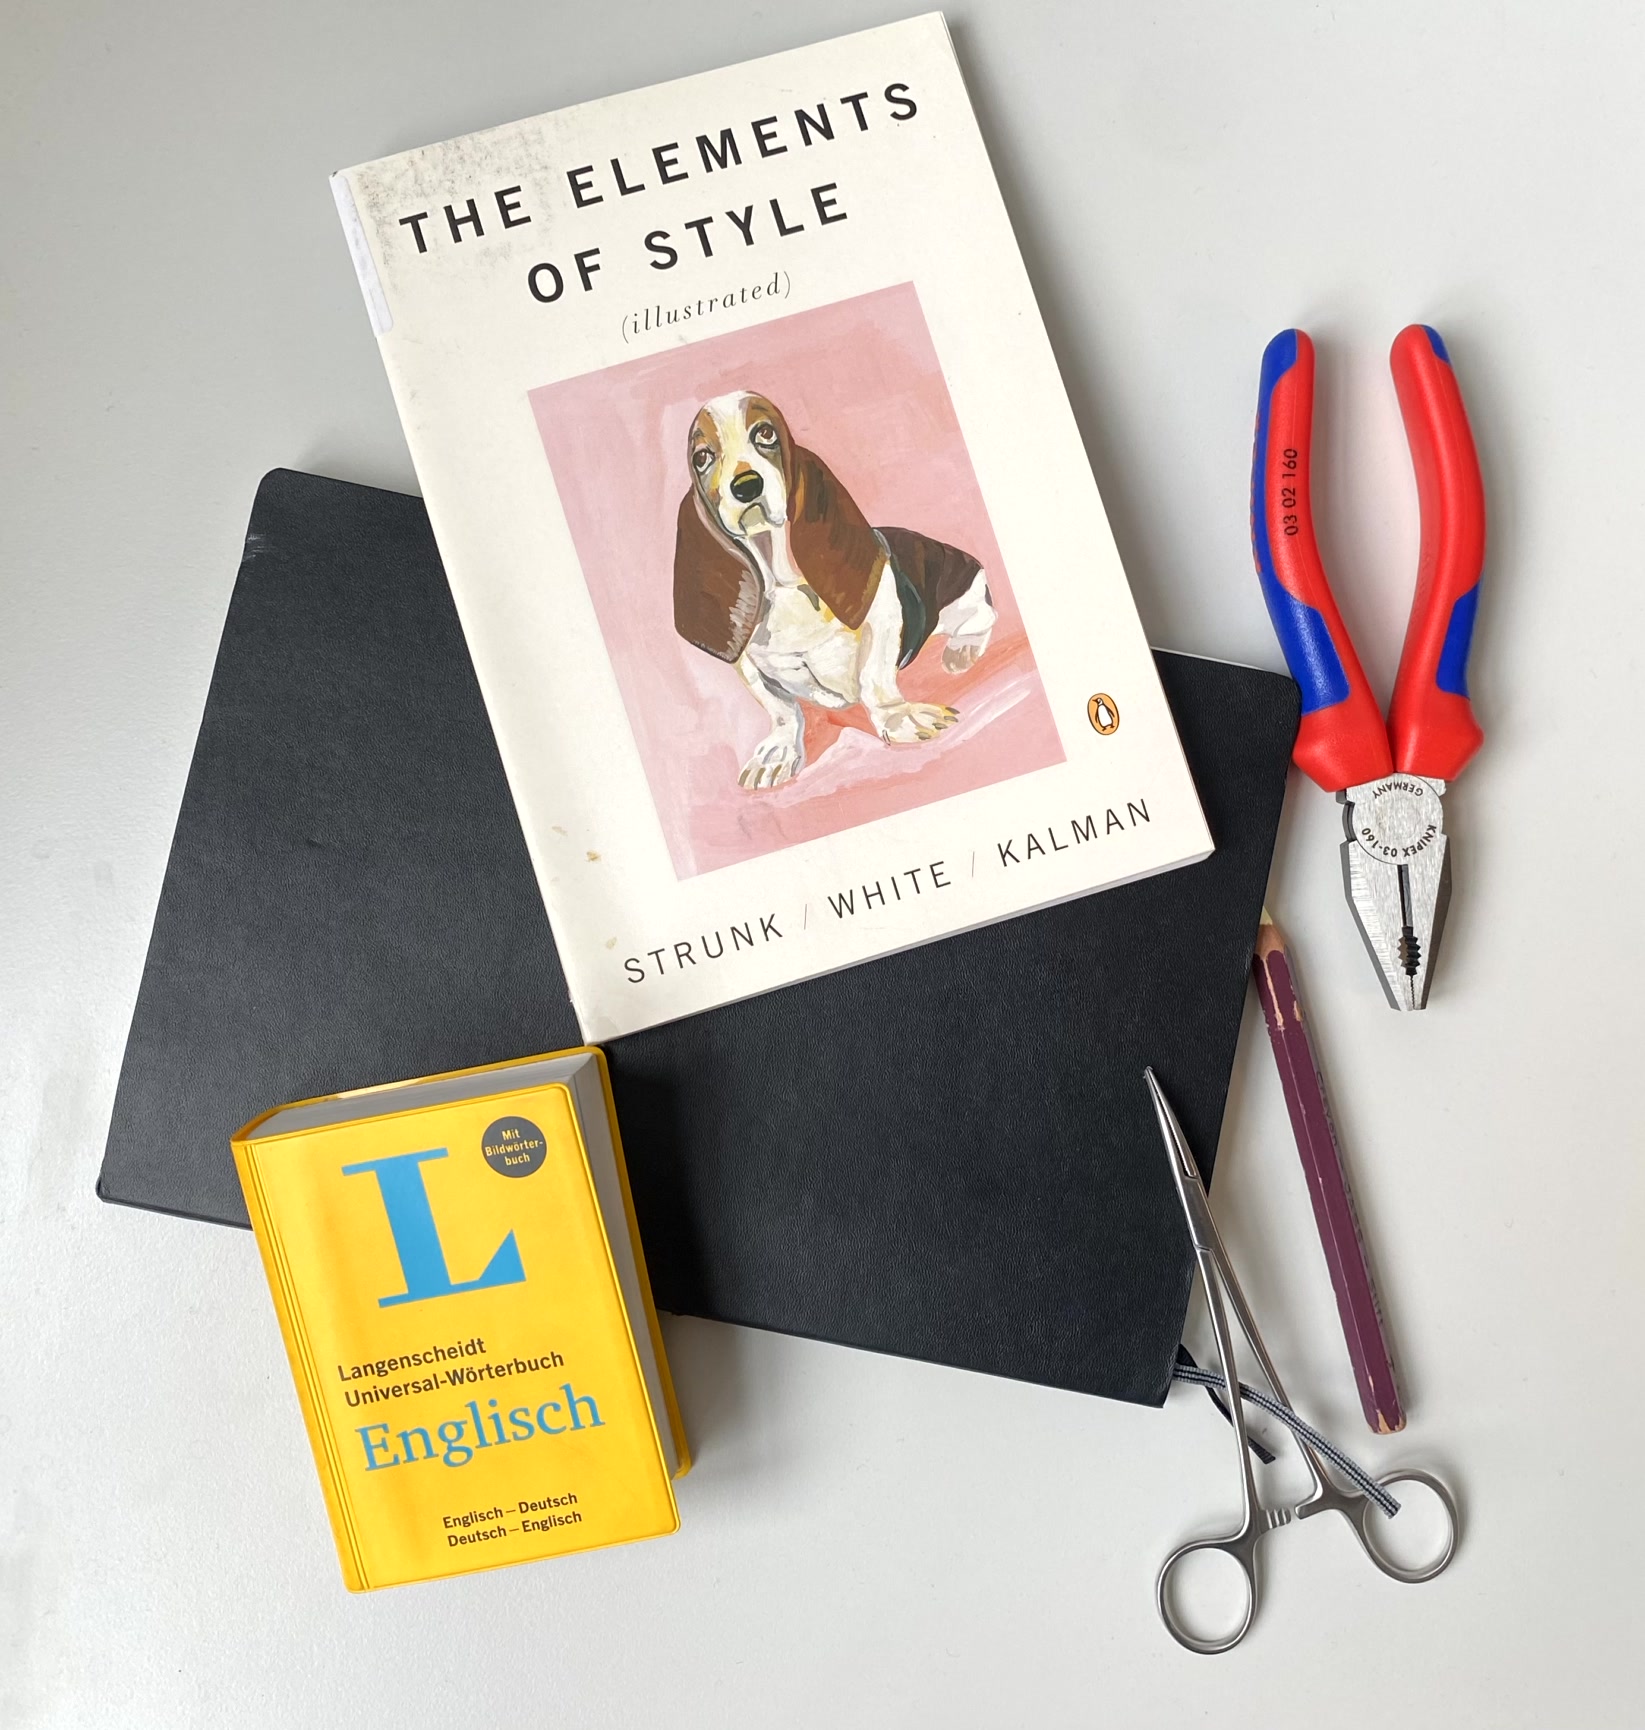 THE ELEMENTS
OF STYLE
(illustrated)
STRUNK / WHITE / KALMAN
03 02 160
GERMANY
KNIPEX 03-160
Mit
Bildwörter-
buch
L
Langenscheidt
Universal-Wörterbuch
Englisch
Englisch – Deutsch
Deutsch – Englisch